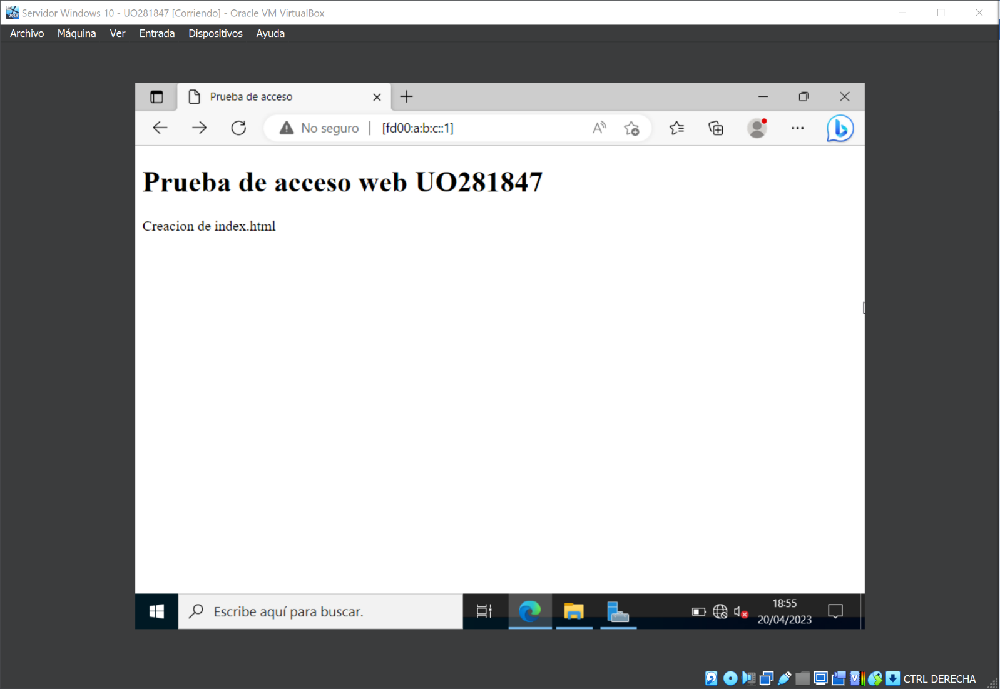 Servidor Windows 10 - UO281847 [Corriendo] - Oracle VM VirtualBox
Archivo Máquina Ver Entrada Dispositivos Ayuda
Prueba de acceso
No seguro | [fd00:a:b:c::1]
Prueba de acceso web UO281847
Creacion de index.html
Escribe aquí para buscar.
18:55
20/04/2023
CTRL DERECHA